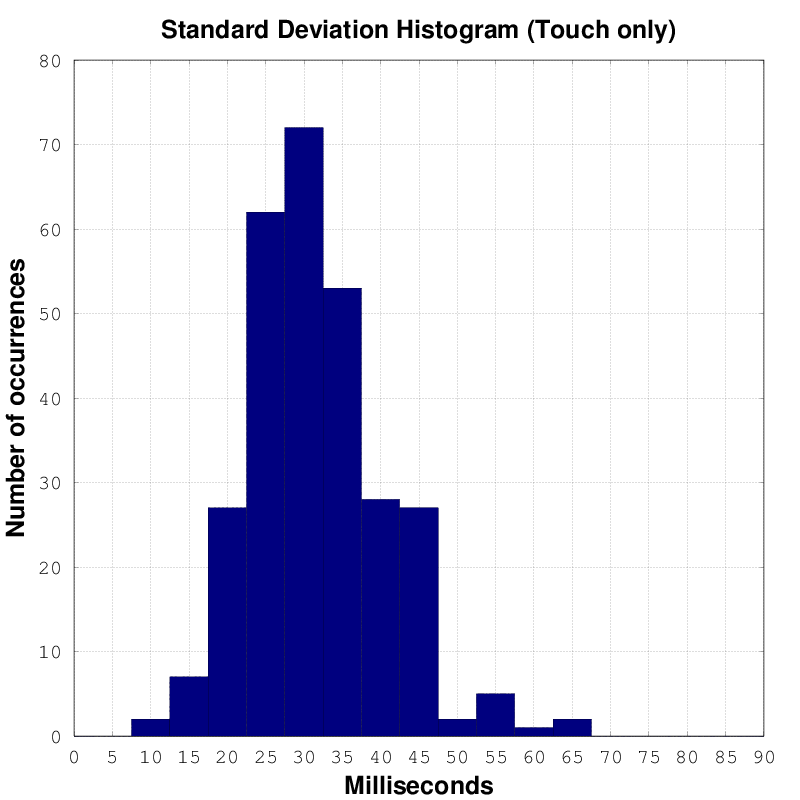 Standard Deviation Histogram (Touch only)
80
70
60
50
40
30
20
10
0
Number of occurrences
0 5 10 15 20 25 30 35 40 45 50 55 60 65 70 75 80 85 90
Milliseconds